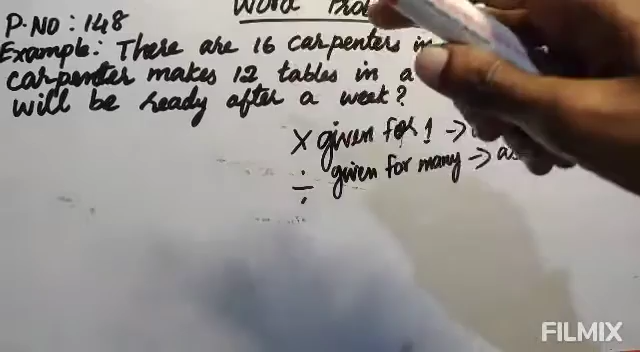 Word Prob
P.NO : 148
Example: There are 16 carpenters in
carpenter makes 12 tables in a
will be ready after a week?
× given for 1 →
÷ given for many → as
FILMIX